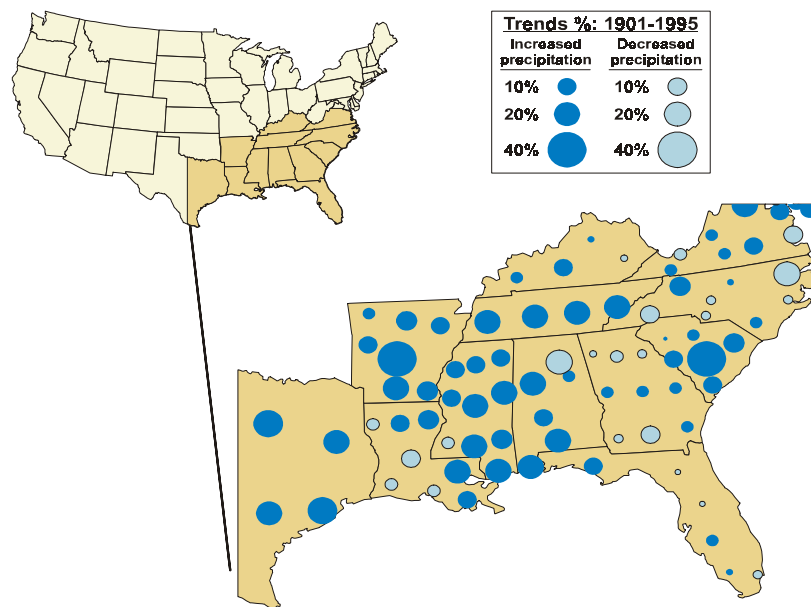 Trends %: 1901-1995
Increased Decreased
precipitation precipitation
10% 10%
20% 20%
40% 40%